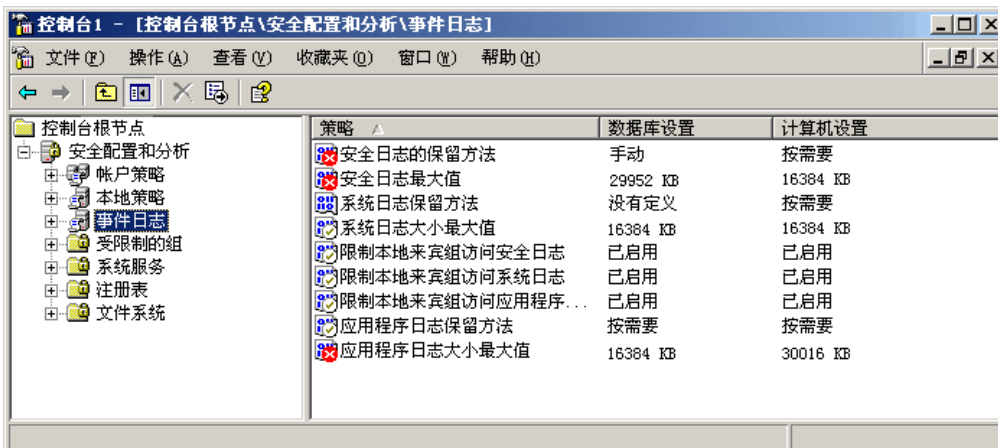 控制台1 - [控制台根节点\安全配置和分析\事件日志]
文件(F) 操作(A) 查看(V) 收藏夹(O) 窗口(W) 帮助(H)
控制台根节点
安全配置和分析
帐户策略
本地策略
事件日志
受限制的组
系统服务
注册表
文件系统
策略 数据库设置 计算机设置
安全日志的保留方法 手动 按需要
安全日志最大值 29952 KB 16384 KB
系统日志保留方法 没有定义 按需要
系统日志大小最大值 16384 KB 16384 KB
限制本地来宾组访问安全日志 已启用 已启用
限制本地来宾组访问系统日志 已启用 已启用
限制本地来宾组访问应用程序... 已启用 已启用
应用程序日志保留方法 按需要 按需要
应用程序日志大小最大值 16384 KB 30016 KB